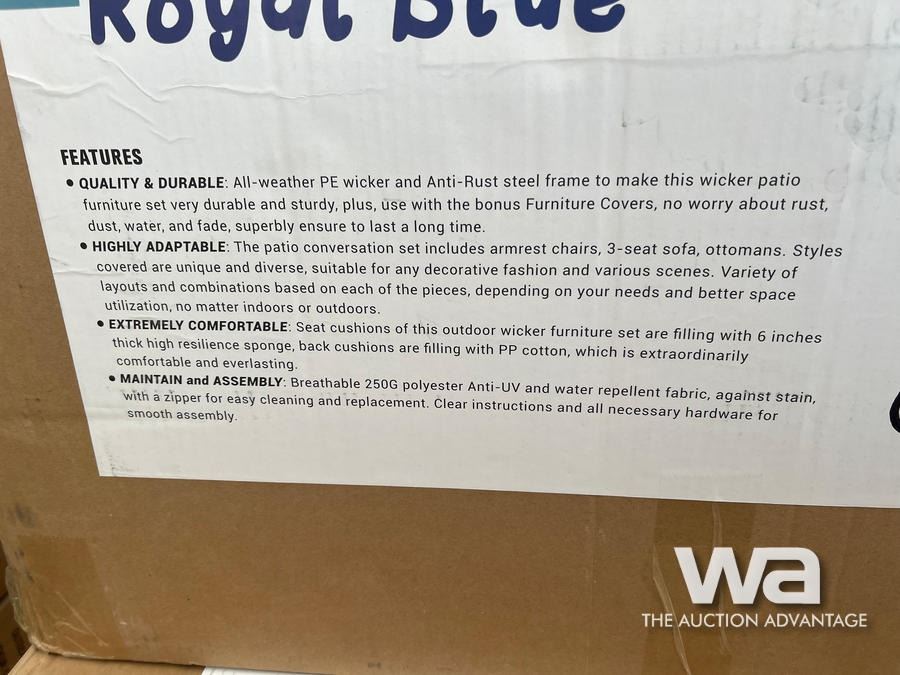 Royal Blue
FEATURES
• QUALITY & DURABLE: All-weather PE wicker and Anti-Rust steel frame to make this wicker patio
furniture set very durable and sturdy, plus, use with the bonus Furniture Covers, no worry about rust,
dust, water, and fade, superbly ensure to last a long time.
• HIGHLY ADAPTABLE: The patio conversation set includes armrest chairs, 3-seat sofa, ottomans. Styles
covered are unique and diverse, suitable for any decorative fashion and various scenes. Variety of
layouts and combinations based on each of the pieces, depending on your needs and better space
utilization, no matter indoors or outdoors.
• EXTREMELY COMFORTABLE: Seat cushions of this outdoor wicker furniture set are filling with 6 inches
thick high resilience sponge, back cushions are filling with PP cotton, which is extraordinarily
comfortable and everlasting.
• MAINTAIN and ASSEMBLY: Breathable 250G polyester Anti-UV and water repellent fabric, against stain,
with a zipper for easy cleaning and replacement. Clear instructions and all necessary hardware for
smooth assembly.
wa
THE AUCTION ADVANTAGE